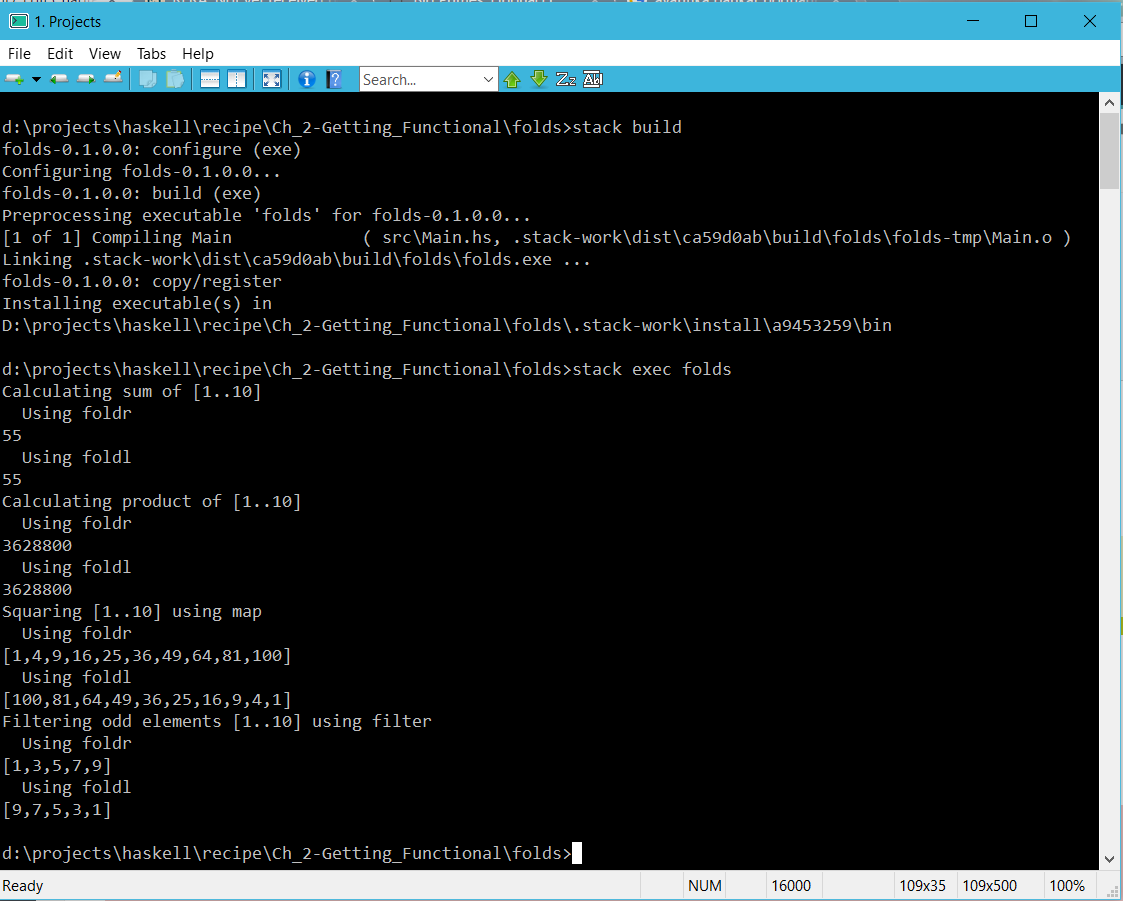 1. Projects
File Edit View Tabs Help
Search...
d:\projects\haskell\recipe\Ch_2-Getting_Functional\folds>stack build
folds-0.1.0.0: configure (exe)
Configuring folds-0.1.0.0...
folds-0.1.0.0: build (exe)
Preprocessing executable 'folds' for folds-0.1.0.0...
[1 of 1] Compiling Main             ( src\Main.hs, .stack-work\dist\ca59d0ab\build\folds\folds-tmp\Main.o )
Linking .stack-work\dist\ca59d0ab\build\folds\folds.exe ...
folds-0.1.0.0: copy/register
Installing executable(s) in
D:\projects\haskell\recipe\Ch_2-Getting_Functional\folds\.stack-work\install\a9453259\bin
d:\projects\haskell\recipe\Ch_2-Getting_Functional\folds>stack exec folds
Calculating sum of [1..10]
  Using foldr
55
  Using foldl
55
Calculating product of [1..10]
  Using foldr
3628800
  Using foldl
3628800
Squaring [1..10] using map
  Using foldr
[1,4,9,16,25,36,49,64,81,100]
  Using foldl
[100,81,64,49,36,25,16,9,4,1]
Filtering odd elements [1..10] using filter
  Using foldr
[1,3,5,7,9]
  Using foldl
[9,7,5,3,1]
d:\projects\haskell\recipe\Ch_2-Getting_Functional\folds>
Ready NUM 16000 109x35 109x500 100%